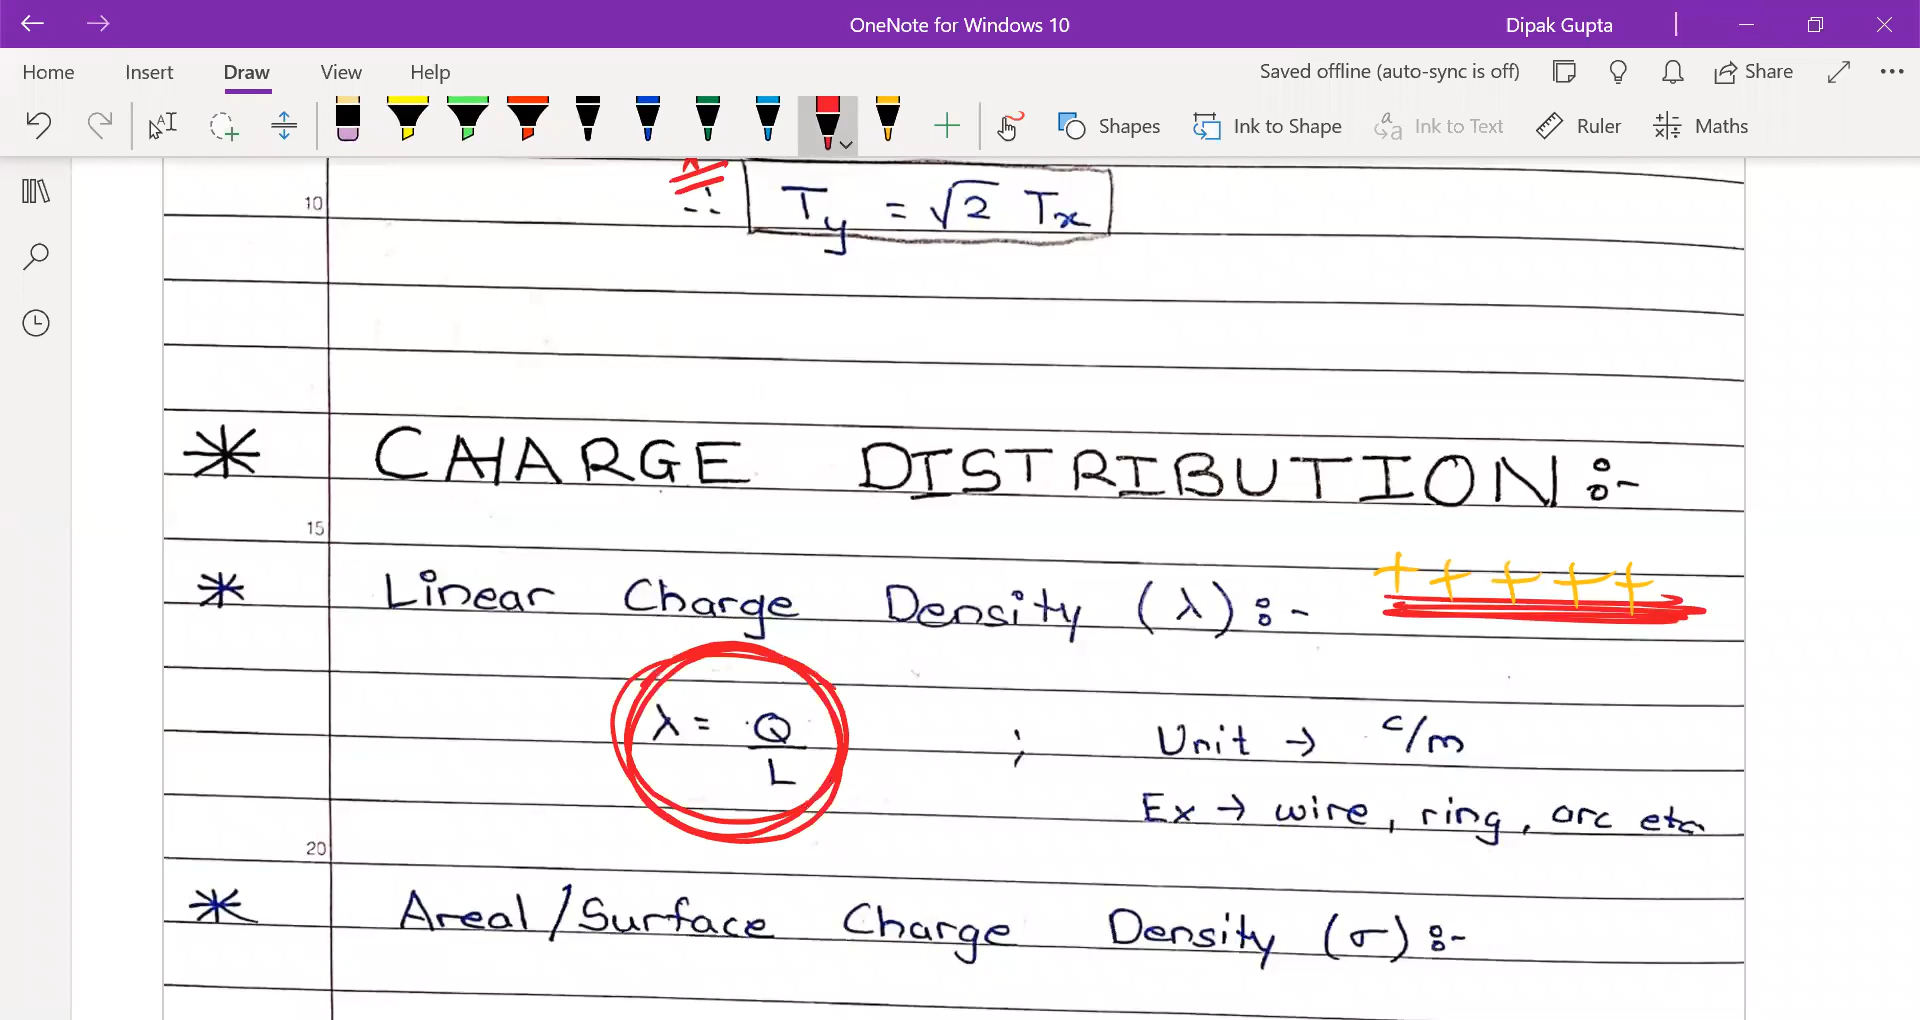 OneNote for Windows 10
Dipak Gupta
Home Insert Draw View Help
Saved offline (auto-sync is off) Share
Shapes Ink to Shape Ink to Text Ruler Maths
10
∴ Ty = √2 Tx
* CHARGE DISTRIBUTION:-
15
* Linear Charge Density (λ):- + + + + +
λ = Q/L ; Unit → C/m
Ex → wire, ring, arc etc
20
* Areal/Surface Charge Density (σ):-